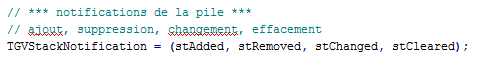 // *** notifications de la pile ***
// ajout, suppression, changement, effacement
TGVStackNotification = (stAdded, stRemoved, stChanged, stCleared);